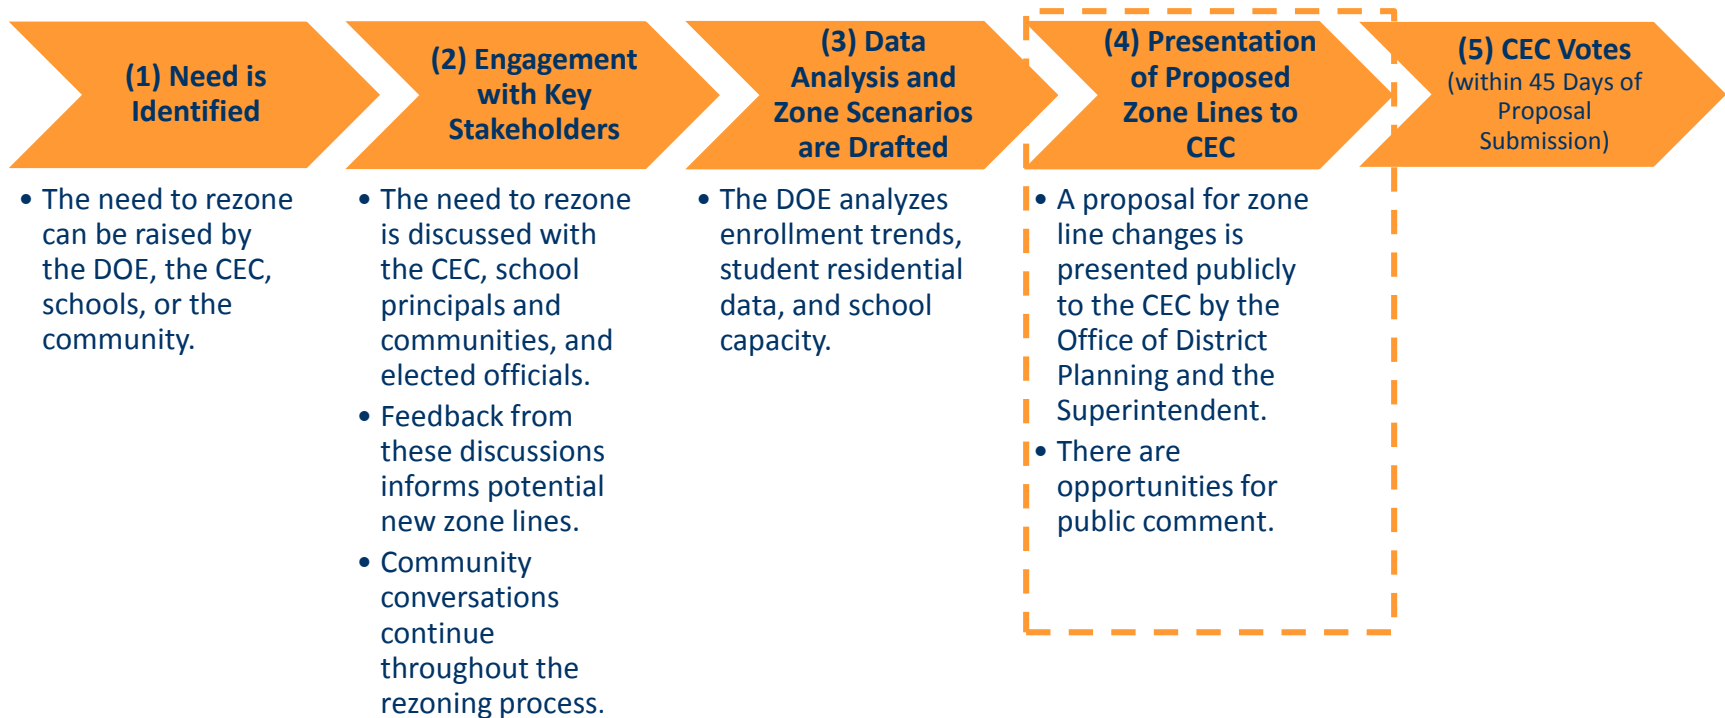 (1) Need is
Identified
• The need to rezone
can be raised by
the DOE, the CEC,
schools, or the
community.
(2) Engagement
with Key
Stakeholders
• The need to rezone
is discussed with
the CEC, school
principals and
communities, and
elected officials.
• Feedback from
these discussions
informs potential
new zone lines.
• Community
conversations
continue
throughout the
rezoning process.
(3) Data
Analysis and
Zone Scenarios
are Drafted
• The DOE analyzes
enrollment trends,
student residential
data, and school
capacity.
(4) Presentation
of Proposed
Zone Lines to
CEC
• A proposal for zone
line changes is
presented publicly
to the CEC by the
Office of District
Planning and the
Superintendent.
• There are
opportunities for
public comment.
(5) CEC Votes
(within 45 Days of
Proposal
Submission)